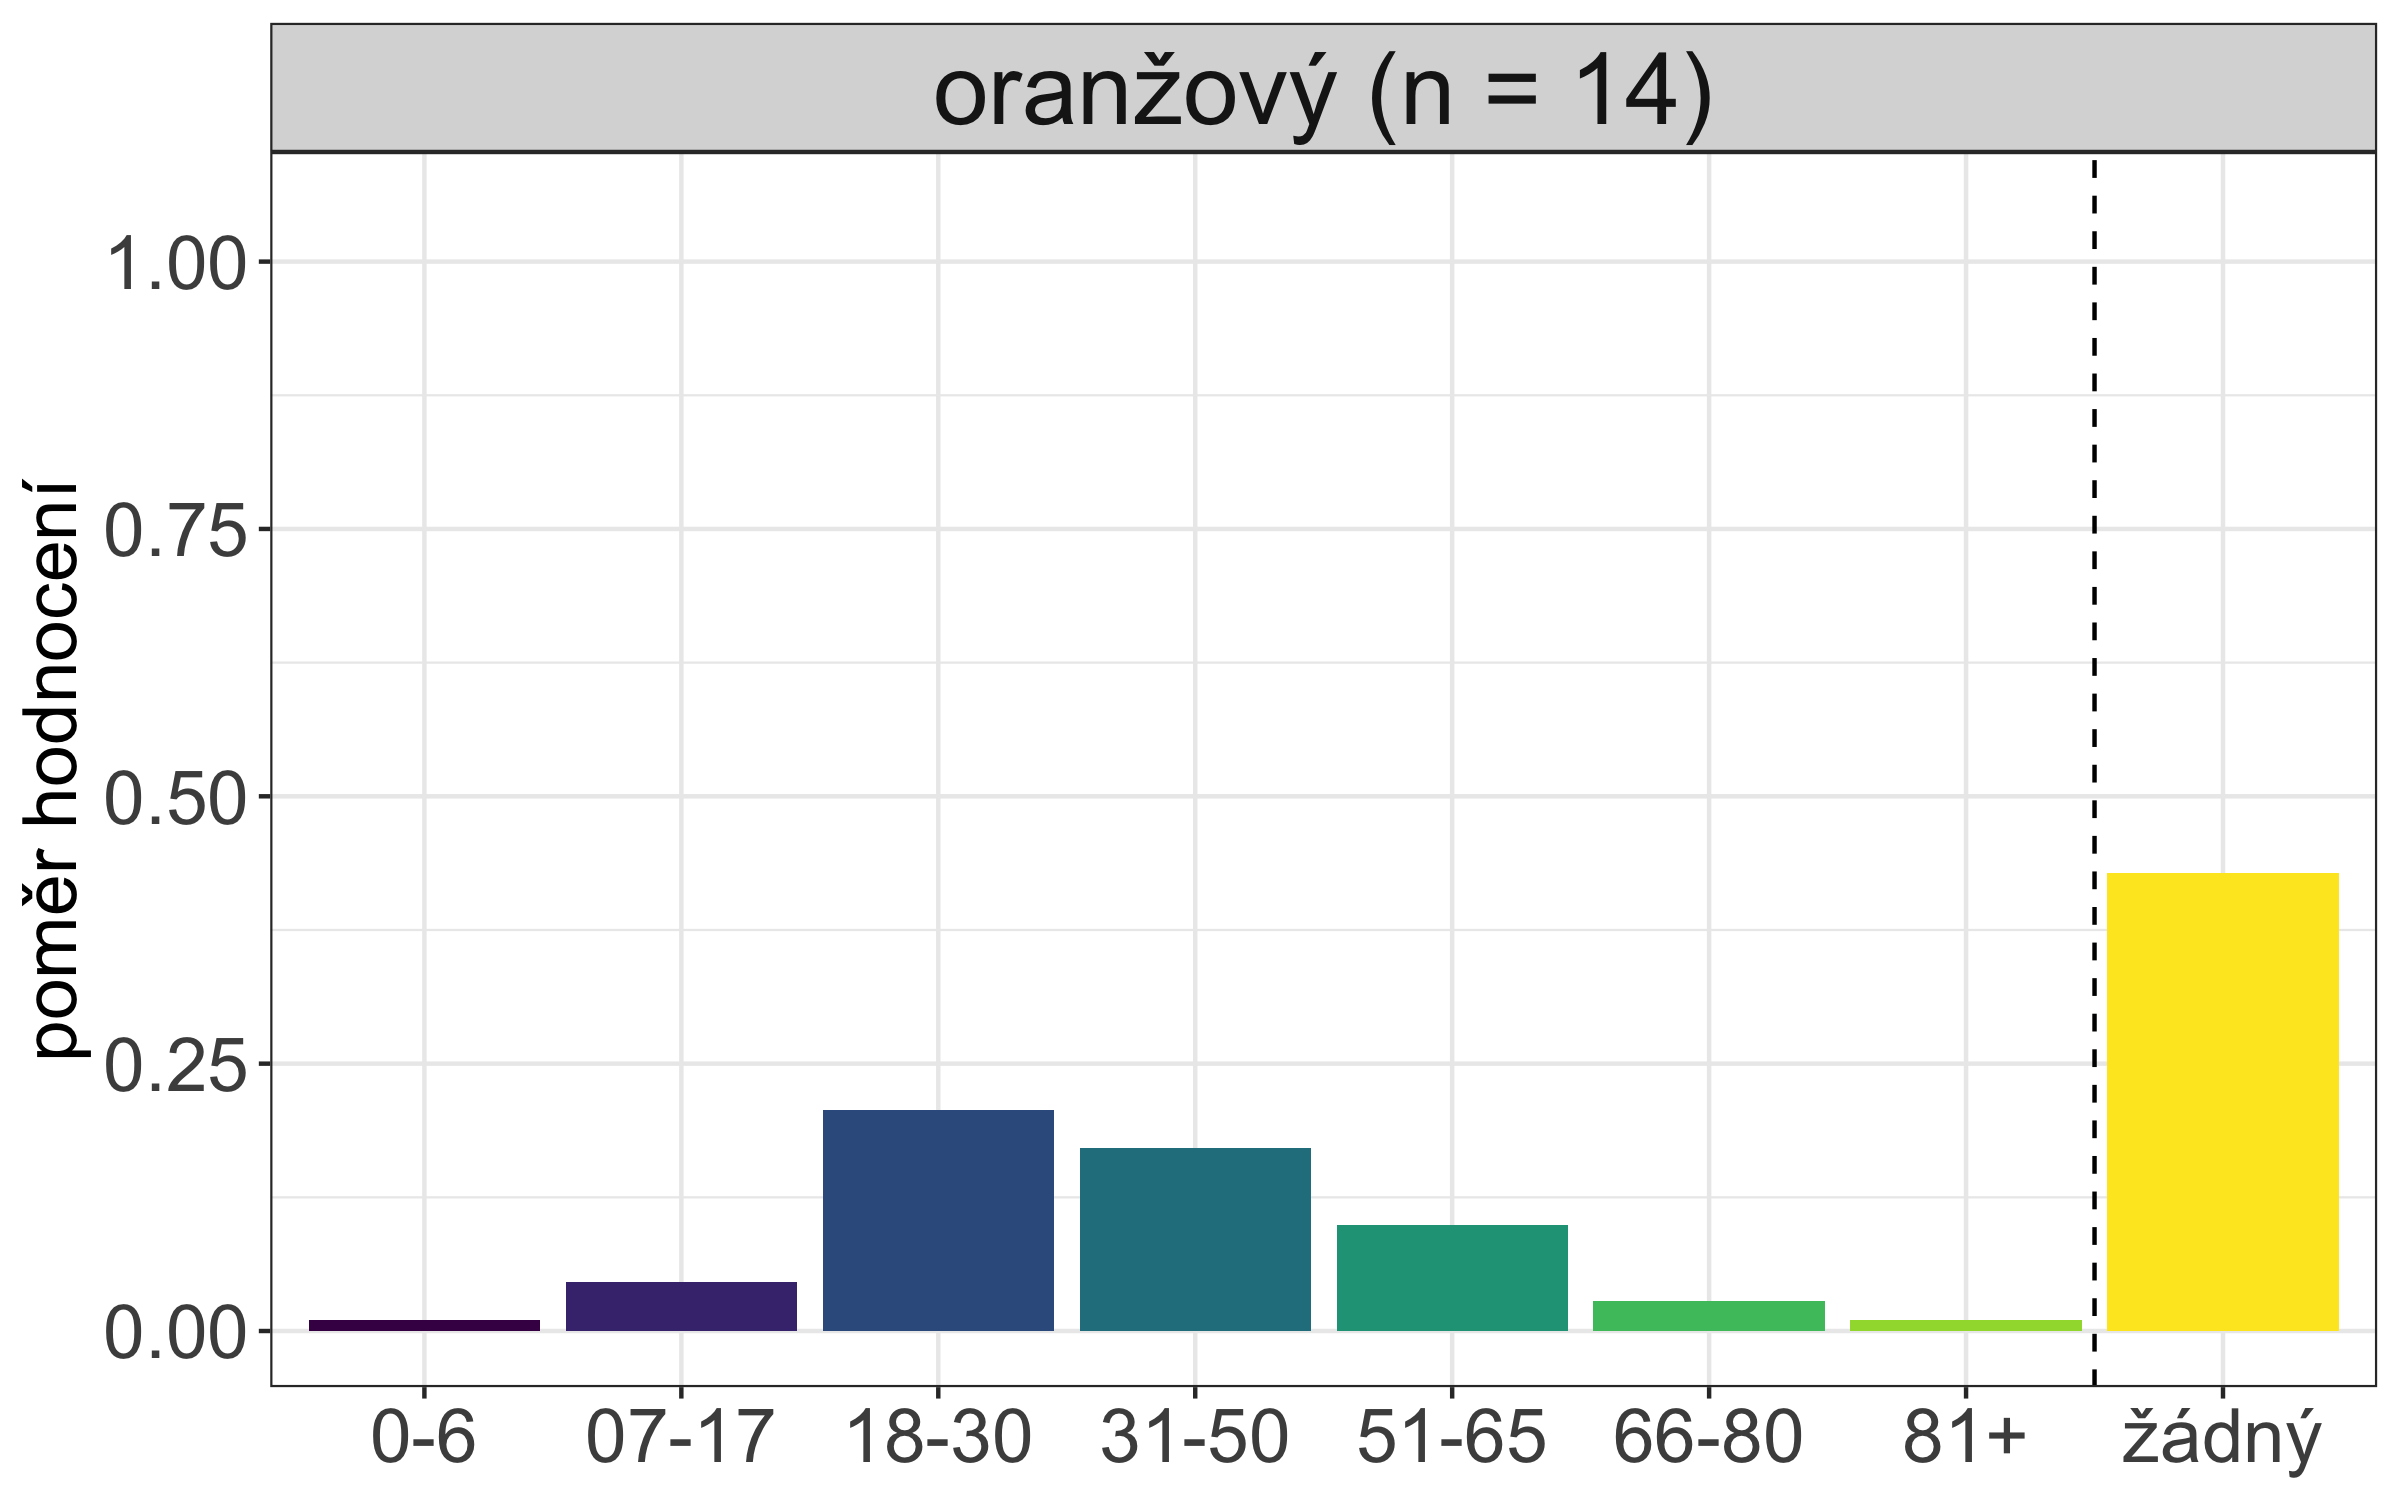 oranžový (n = 14)
poměr hodnocení
1.00
0.75
0.50
0.25
0.00
0-6 07-17 18-30 31-50 51-65 66-80 81+ žádný